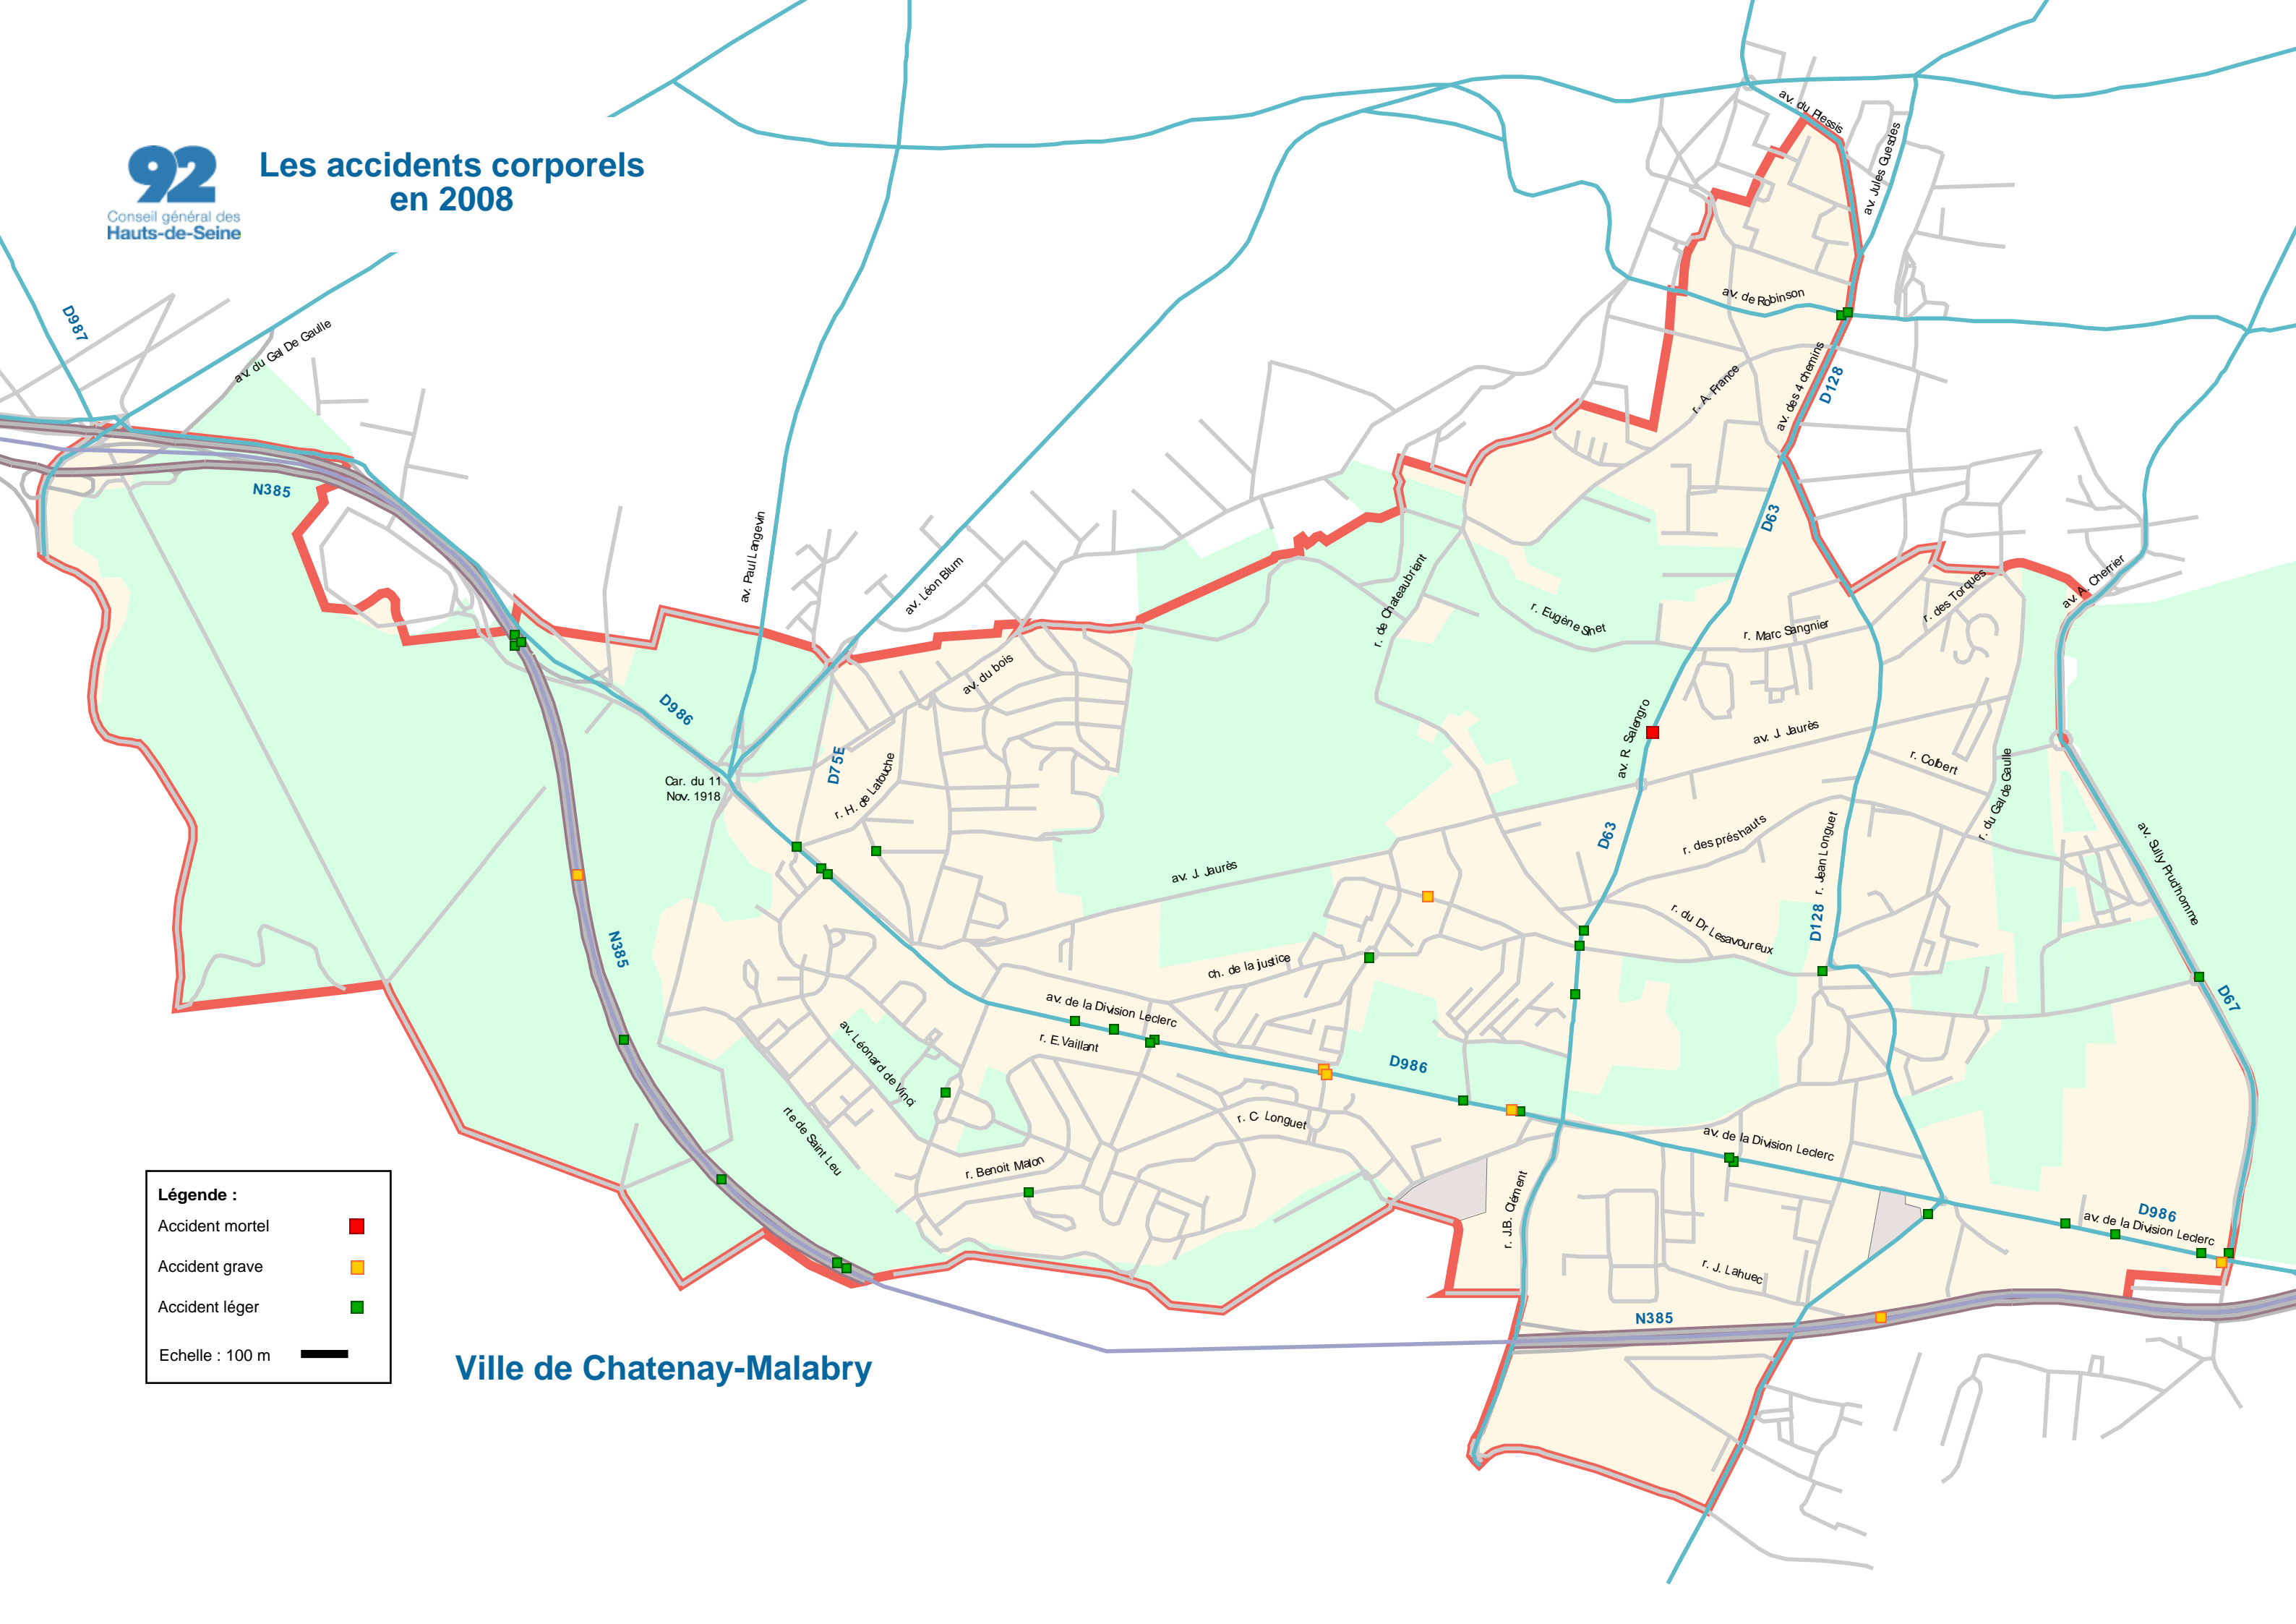 92
Conseil général des
Hauts-de-Seine
Les accidents corporels
en 2008
av. du Plessis
av. Jules Guesdes
D987
av. du Gal De Gaulle
av. de Robinson
r. A. France
av. des 4 chemins
D128
N385
D63
av. Paul Langevin
av. Léon Blum
r. de Chateaubriant
r. Eugène Sinet
r. Marc Sangnier
r. des Torques
av. A. Cherrier
av. du bois
D986
av. R. Salengro
av. J. Jaurès
r. Colbert
r. du Gal de Gaulle
Car. du 11
Nov. 1918
D75E
r. H. de Latouche
D63
r. des préshauts
r. Jean Longuet
av. Sully Prud'homme
av. J. Jaurès
r. du Dr Lesavoureux
D128
N385
ch. de la justice
D67
av. de la Division Leclerc
r. E.Vaillant
av. Léonard de Vinci
D986
rte de Saint Leu
r. C. Longuet
r. Benoit Malon
av. de la Division Leclerc
r. J.B. Clément
D986
av. de la Division Leclerc
r. J. Lahuec
N385
Légende :
Accident mortel
Accident grave
Accident léger
Echelle : 100 m
Ville de Chatenay-Malabry